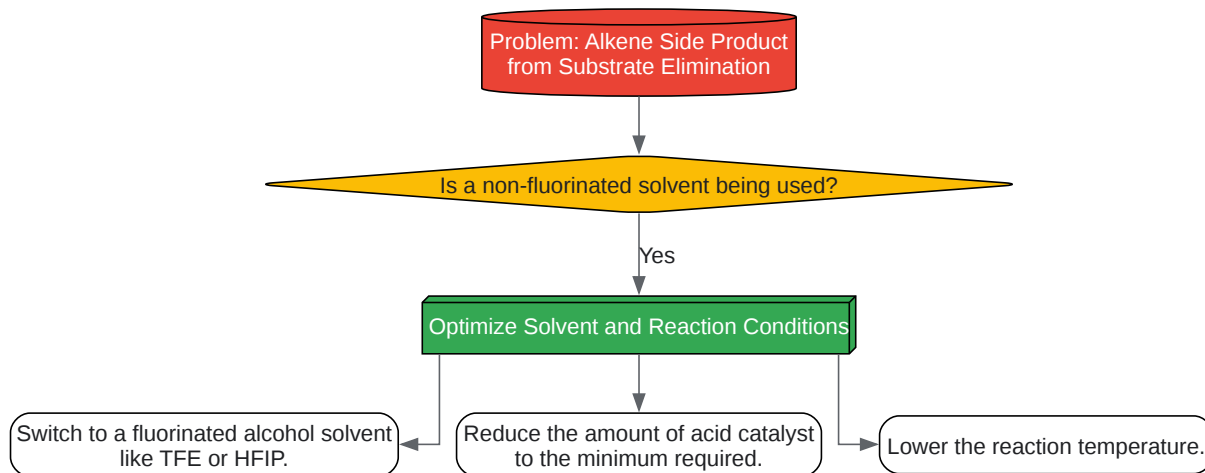 Problem: Alkene Side Product
from Substrate Elimination
Is a non-fluorinated solvent being used?
Yes
Optimize Solvent and Reaction Conditions
Switch to a fluorinated alcohol solvent
like TFE or HFIP.
Reduce the amount of acid catalyst
to the minimum required.
Lower the reaction temperature.